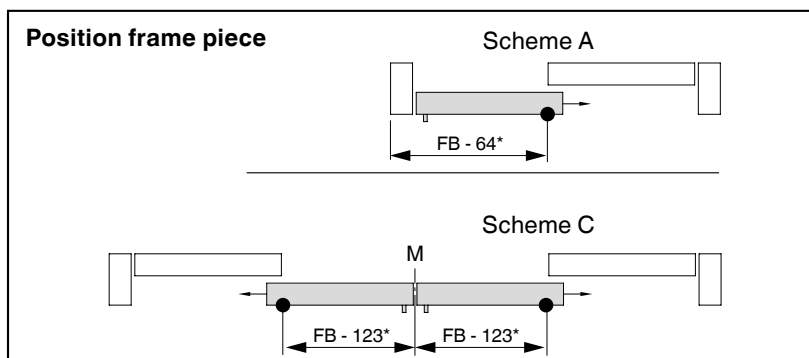 Position frame piece
Scheme A
FB - 64*
Scheme C
M
FB - 123* FB - 123*